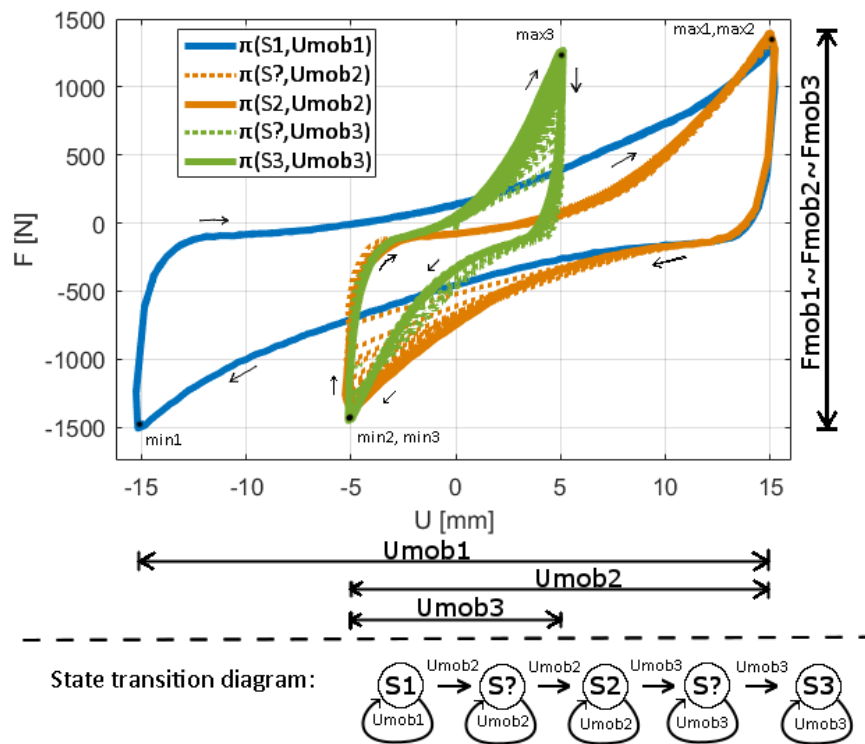 1500
1000
500
0
-500
-1000
-1500
F [N]
π(S1,Umob1)
π(S?,Umob2)
π(S2,Umob2)
π(S?,Umob3)
π(S3,Umob3)
max3
max1, max2
min1
min2, min3
Fmob1~Fmob2~Fmob3
-15 -10 -5 0 5 10 15
U [mm]
Umob1
Umob2
Umob3
State transition diagram:
Umob2 Umob2 Umob3 Umob3
S1 S? S2 S? S3
Umob1 Umob2 Umob2 Umob3 Umob3